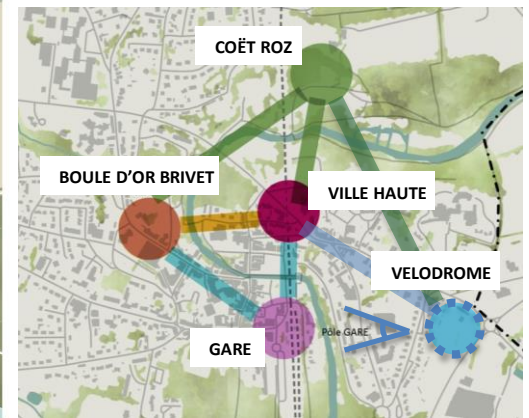 COËT ROZ
BOULE D'OR BRIVET
VILLE HAUTE
VELODROME
Pôle GARE
GARE